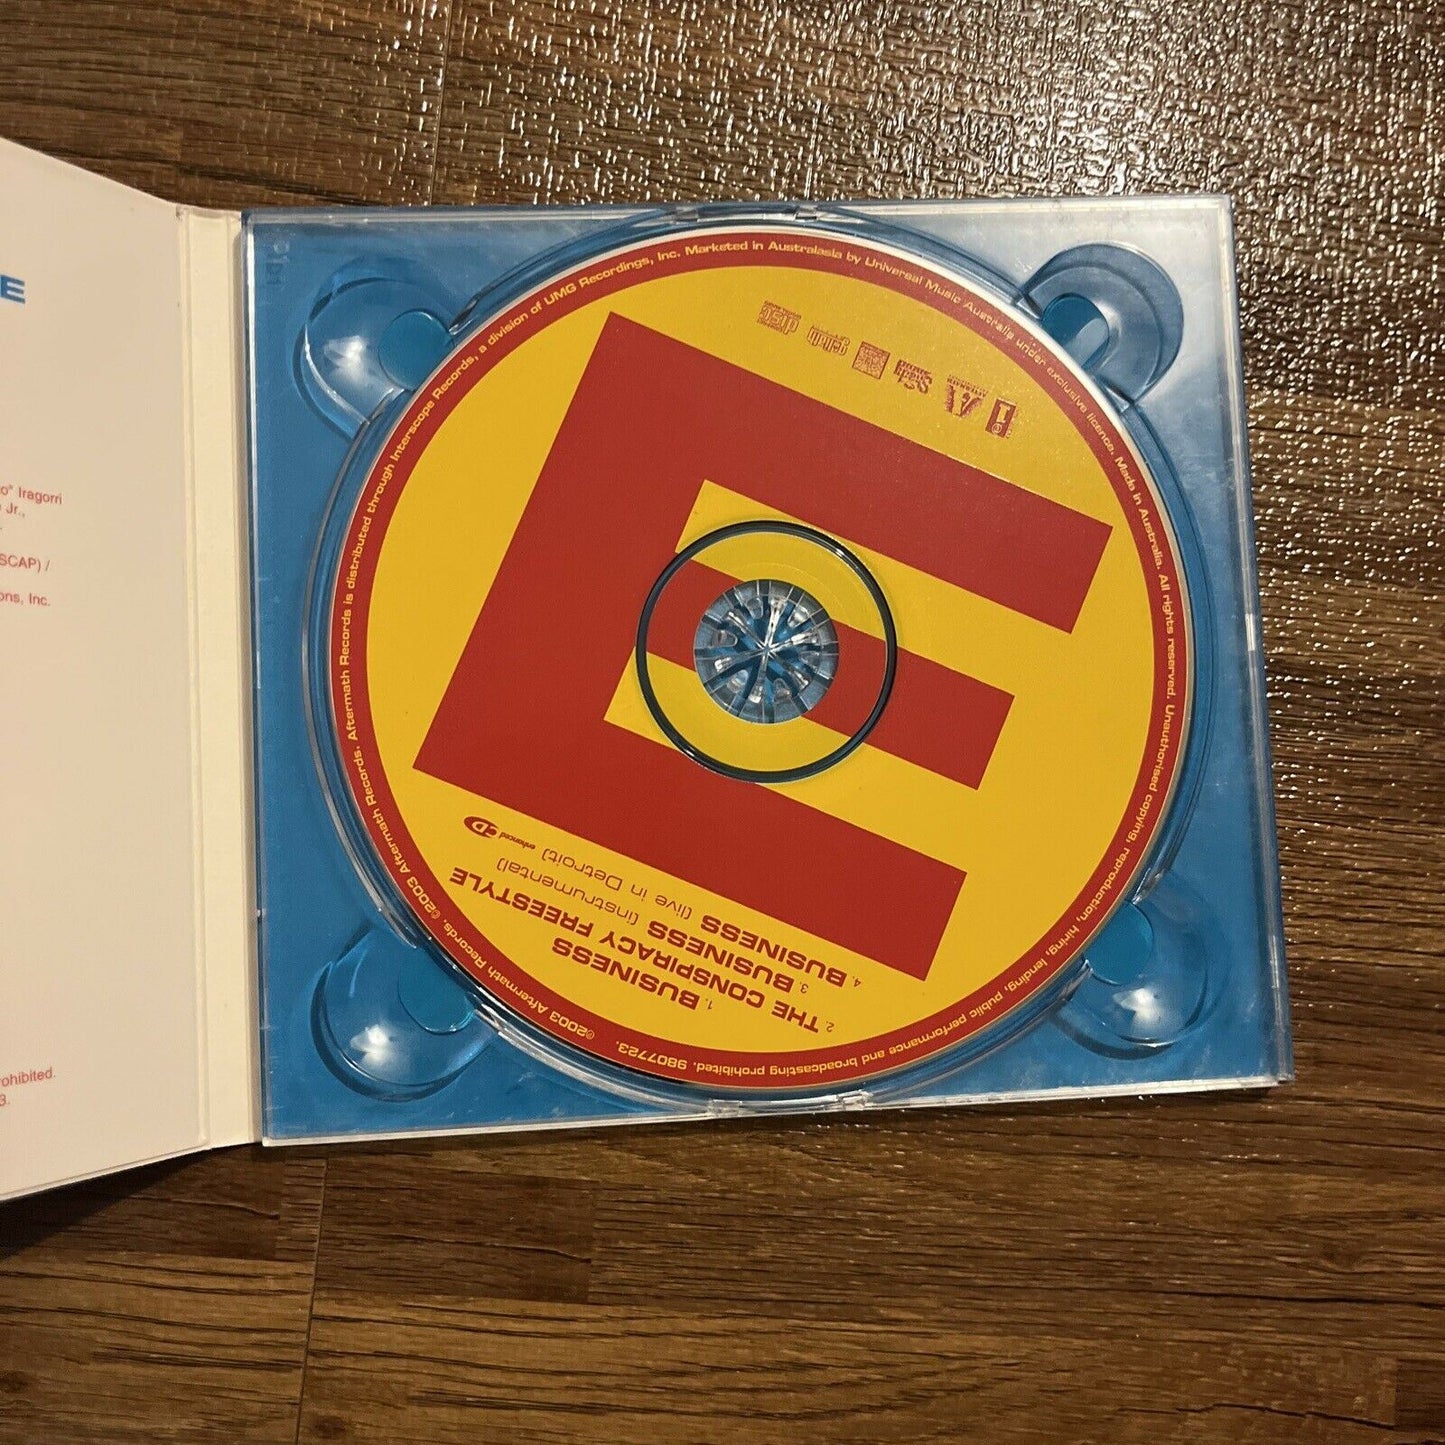 E
o" Iragorri
Jr.,
SCAP) /
ons, Inc.
rohibited.
3.
1. BUSINESS
2. THE CONSPIRACY FREESTYLE
3. BUSINESS (instrumental)
4. BUSINESS (live in Detroit)
CD enhanced
disc
©2003 Aftermath Records. ℗2003 Aftermath Records. Aftermath Records is distributed through Interscope Records, a division of UMG Recordings, Inc. Marketed in Australasia by Universal Music Australia under exclusive licence. Made in Australia. All rights reserved. Unauthorised copying, reproduction, hiring, lending, public performance and broadcasting prohibited. 9807723.